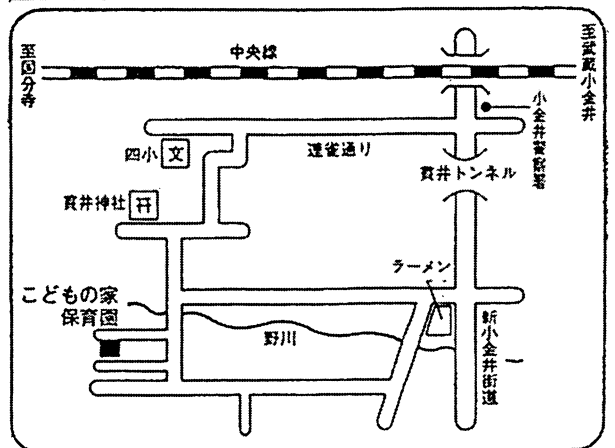 至国分寺
中央線
至武蔵小金井
小金井警察署
四小
文
連雀通り
貫井トンネル
貫井神社
ラーメン
こどもの家
保育園
野川
新小金井街道